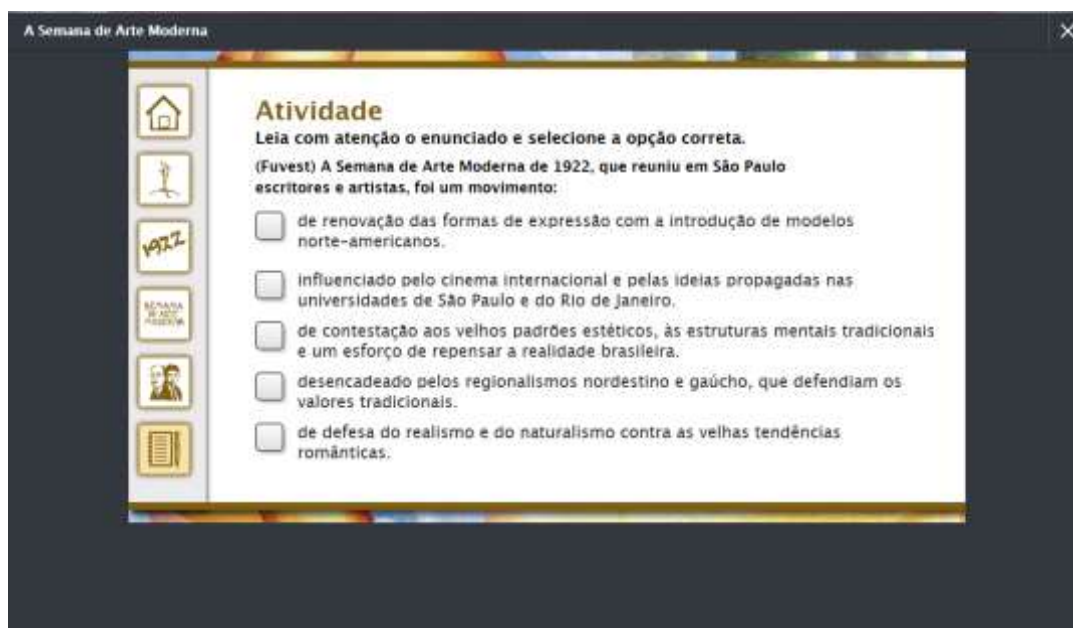 A Semana de Arte Moderna
Atividade
Leia com atenção o enunciado e selecione a opção correta.
(Fuvest) A Semana de Arte Moderna de 1922, que reuniu em São Paulo
escritores e artistas, foi um movimento:
de renovação das formas de expressão com a introdução de modelos
norte-americanos.
influenciado pelo cinema internacional e pelas ideias propagadas nas
universidades de São Paulo e do Rio de Janeiro.
de contestação aos velhos padrões estéticos, às estruturas mentais tradicionais
e um esforço de repensar a realidade brasileira.
desencadeado pelos regionalismos nordestino e gaúcho, que defendiam os
valores tradicionais.
de defesa do realismo e do naturalismo contra as velhas tendências
românticas.
1922
SEMANA
DE ARTE
MODERNA